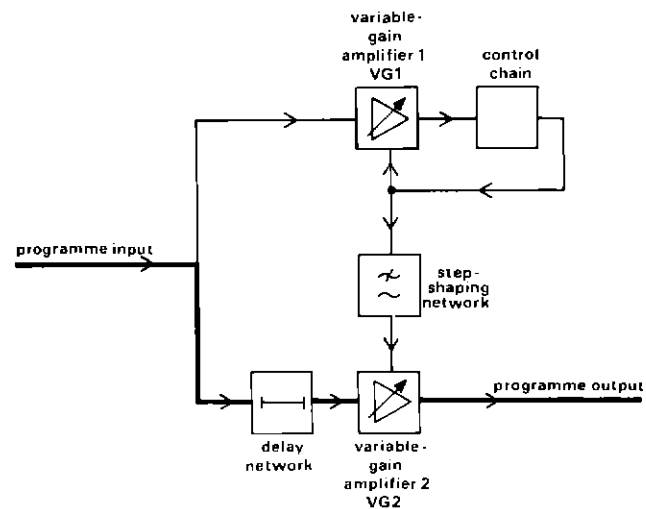 variable-
gain
amplifier 1
VG1
control
chain
programme input
step-
shaping
network
programme output
delay
network
variable-
gain
amplifier 2
VG2